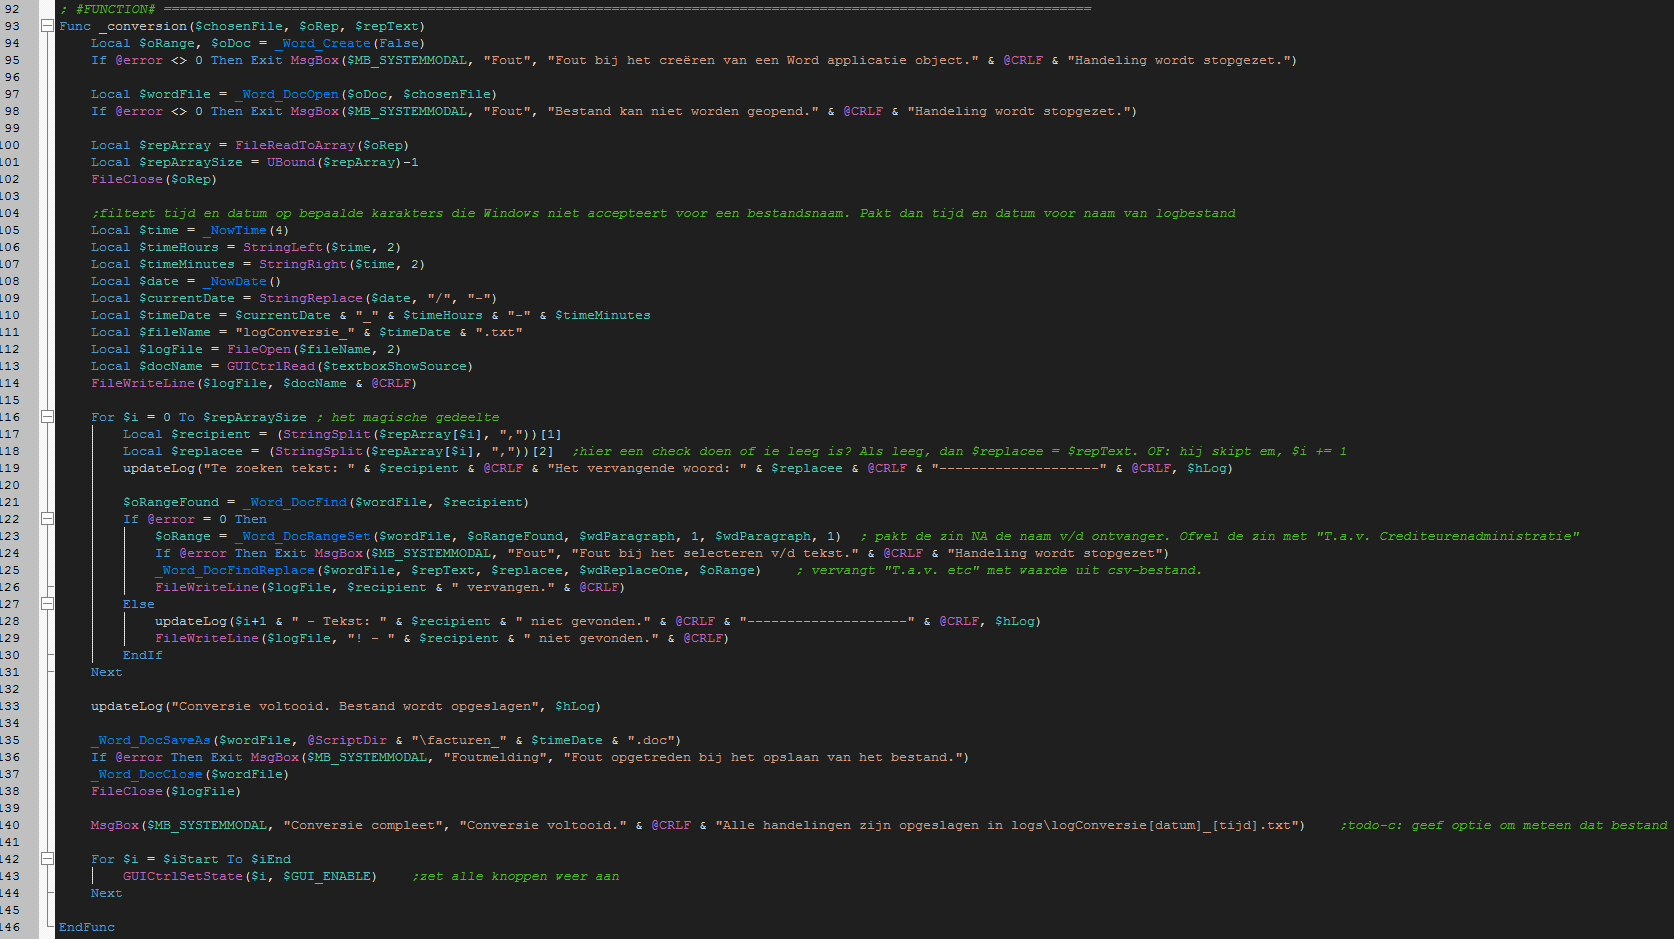 92 ; #FUNCTION# ====================================================================================================================
93 Func _conversion($chosenFile, $oRep, $repText)
94 Local $oRange, $oDoc = _Word_Create(False)
95 If @error <> 0 Then Exit MsgBox($MB_SYSTEMMODAL, "Fout", "Fout bij het creëren van een Word applicatie object." & @CRLF & "Handeling wordt stopgezet.")
96
97 Local $wordFile = _Word_DocOpen($oDoc, $chosenFile)
98 If @error <> 0 Then Exit MsgBox($MB_SYSTEMMODAL, "Fout", "Bestand kan niet worden geopend." & @CRLF & "Handeling wordt stopgezet.")
99
100 Local $repArray = FileReadToArray($oRep)
101 Local $repArraySize = UBound($repArray)-1
102 FileClose($oRep)
103
104 ;filtert tijd en datum op bepaalde karakters die Windows niet accepteert voor een bestandsnaam. Pakt dan tijd en datum voor naam van logbestand
105 Local $time = _NowTime(4)
106 Local $timeHours = StringLeft($time, 2)
107 Local $timeMinutes = StringRight($time, 2)
108 Local $date = _NowDate()
109 Local $currentDate = StringReplace($date, "/", "-")
110 Local $timeDate = $currentDate & "_" & $timeHours & "-" & $timeMinutes
111 Local $fileName = "logConversie_" & $timeDate & ".txt"
112 Local $logFile = FileOpen($fileName, 2)
113 Local $docName = GUICtrlRead($textboxShowSource)
114 FileWriteLine($logFile, $docName & @CRLF)
115
116 For $i = 0 To $repArraySize ; het magische gedeelte
117 Local $recipient = (StringSplit($repArray[$i], ","))[1]
118 Local $replacee = (StringSplit($repArray[$i], ","))[2] ;hier een check doen of ie leeg is? Als leeg, dan $replacee = $repText. OF: hij skipt em, $i += 1
119 updateLog("Te zoeken tekst: " & $recipient & @CRLF & "Het vervangende woord: " & $replacee & @CRLF & "--------------------" & @CRLF, $hLog)
120
121 $oRangeFound = _Word_DocFind($wordFile, $recipient)
122 If @error = 0 Then
123 $oRange = _Word_DocRangeSet($wordFile, $oRangeFound, $wdParagraph, 1, $wdParagraph, 1) ; pakt de zin NA de naam v/d ontvanger. Ofwel de zin met "T.a.v. Crediteurenadministratie"
124 If @error Then Exit MsgBox($MB_SYSTEMMODAL, "Fout", "Fout bij het selecteren v/d tekst." & @CRLF & "Handeling wordt stopgezet")
125 _Word_DocFindReplace($wordFile, $repText, $replacee, $wdReplaceOne, $oRange) ; vervangt "T.a.v. etc" met waarde uit csv-bestand.
126 FileWriteLine($logFile, $recipient & " vervangen." & @CRLF)
127 Else
128 updateLog($i+1 & " - Tekst: " & $recipient & " niet gevonden." & @CRLF & "--------------------" & @CRLF, $hLog)
129 FileWriteLine($logFile, "! - " & $recipient & " niet gevonden." & @CRLF)
130 EndIf
131 Next
132
133 updateLog("Conversie voltooid. Bestand wordt opgeslagen", $hLog)
134
135 _Word_DocSaveAs($wordFile, @ScriptDir & "\facturen_" & $timeDate & ".doc")
136 If @error Then Exit MsgBox($MB_SYSTEMMODAL, "Foutmelding", "Fout opgetreden bij het opslaan van het bestand.")
137 _Word_DocClose($wordFile)
138 FileClose($logFile)
139
140 MsgBox($MB_SYSTEMMODAL, "Conversie compleet", "Conversie voltooid." & @CRLF & "Alle handelingen zijn opgeslagen in logs\logConversie[datum]_[tijd].txt") ;todo-c: geef optie om meteen dat bestand
141
142 For $i = $iStart To $iEnd
143 GUICtrlSetState($i, $GUI_ENABLE) ;zet alle knoppen weer aan
144 Next
145
146 EndFunc